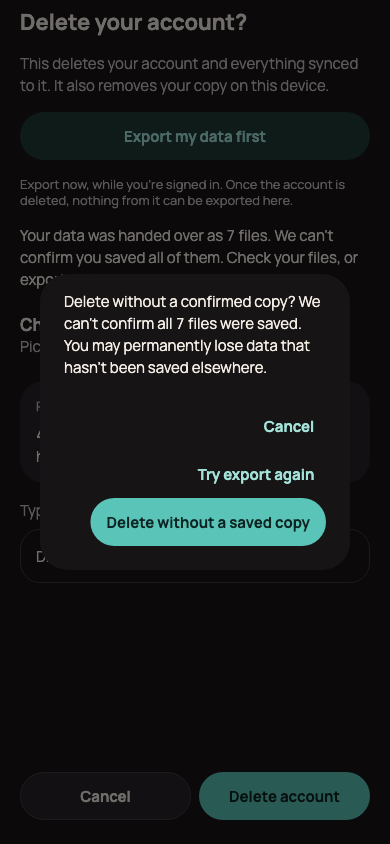 Delete your account?
This deletes your account and everything synced
to it. It also removes your copy on this device.
Export my data first
Export now, while you're signed in. Once the account is
deleted, nothing from it can be exported here.
Your data was handed over as 7 files. We can't
confirm you saved all of them. Check your files, or
Delete without a confirmed copy? We
can't confirm all 7 files were saved.
You may permanently lose data that
hasn't been saved elsewhere.
Cancel
Try export again
Delete without a saved copy
Cancel
Delete account